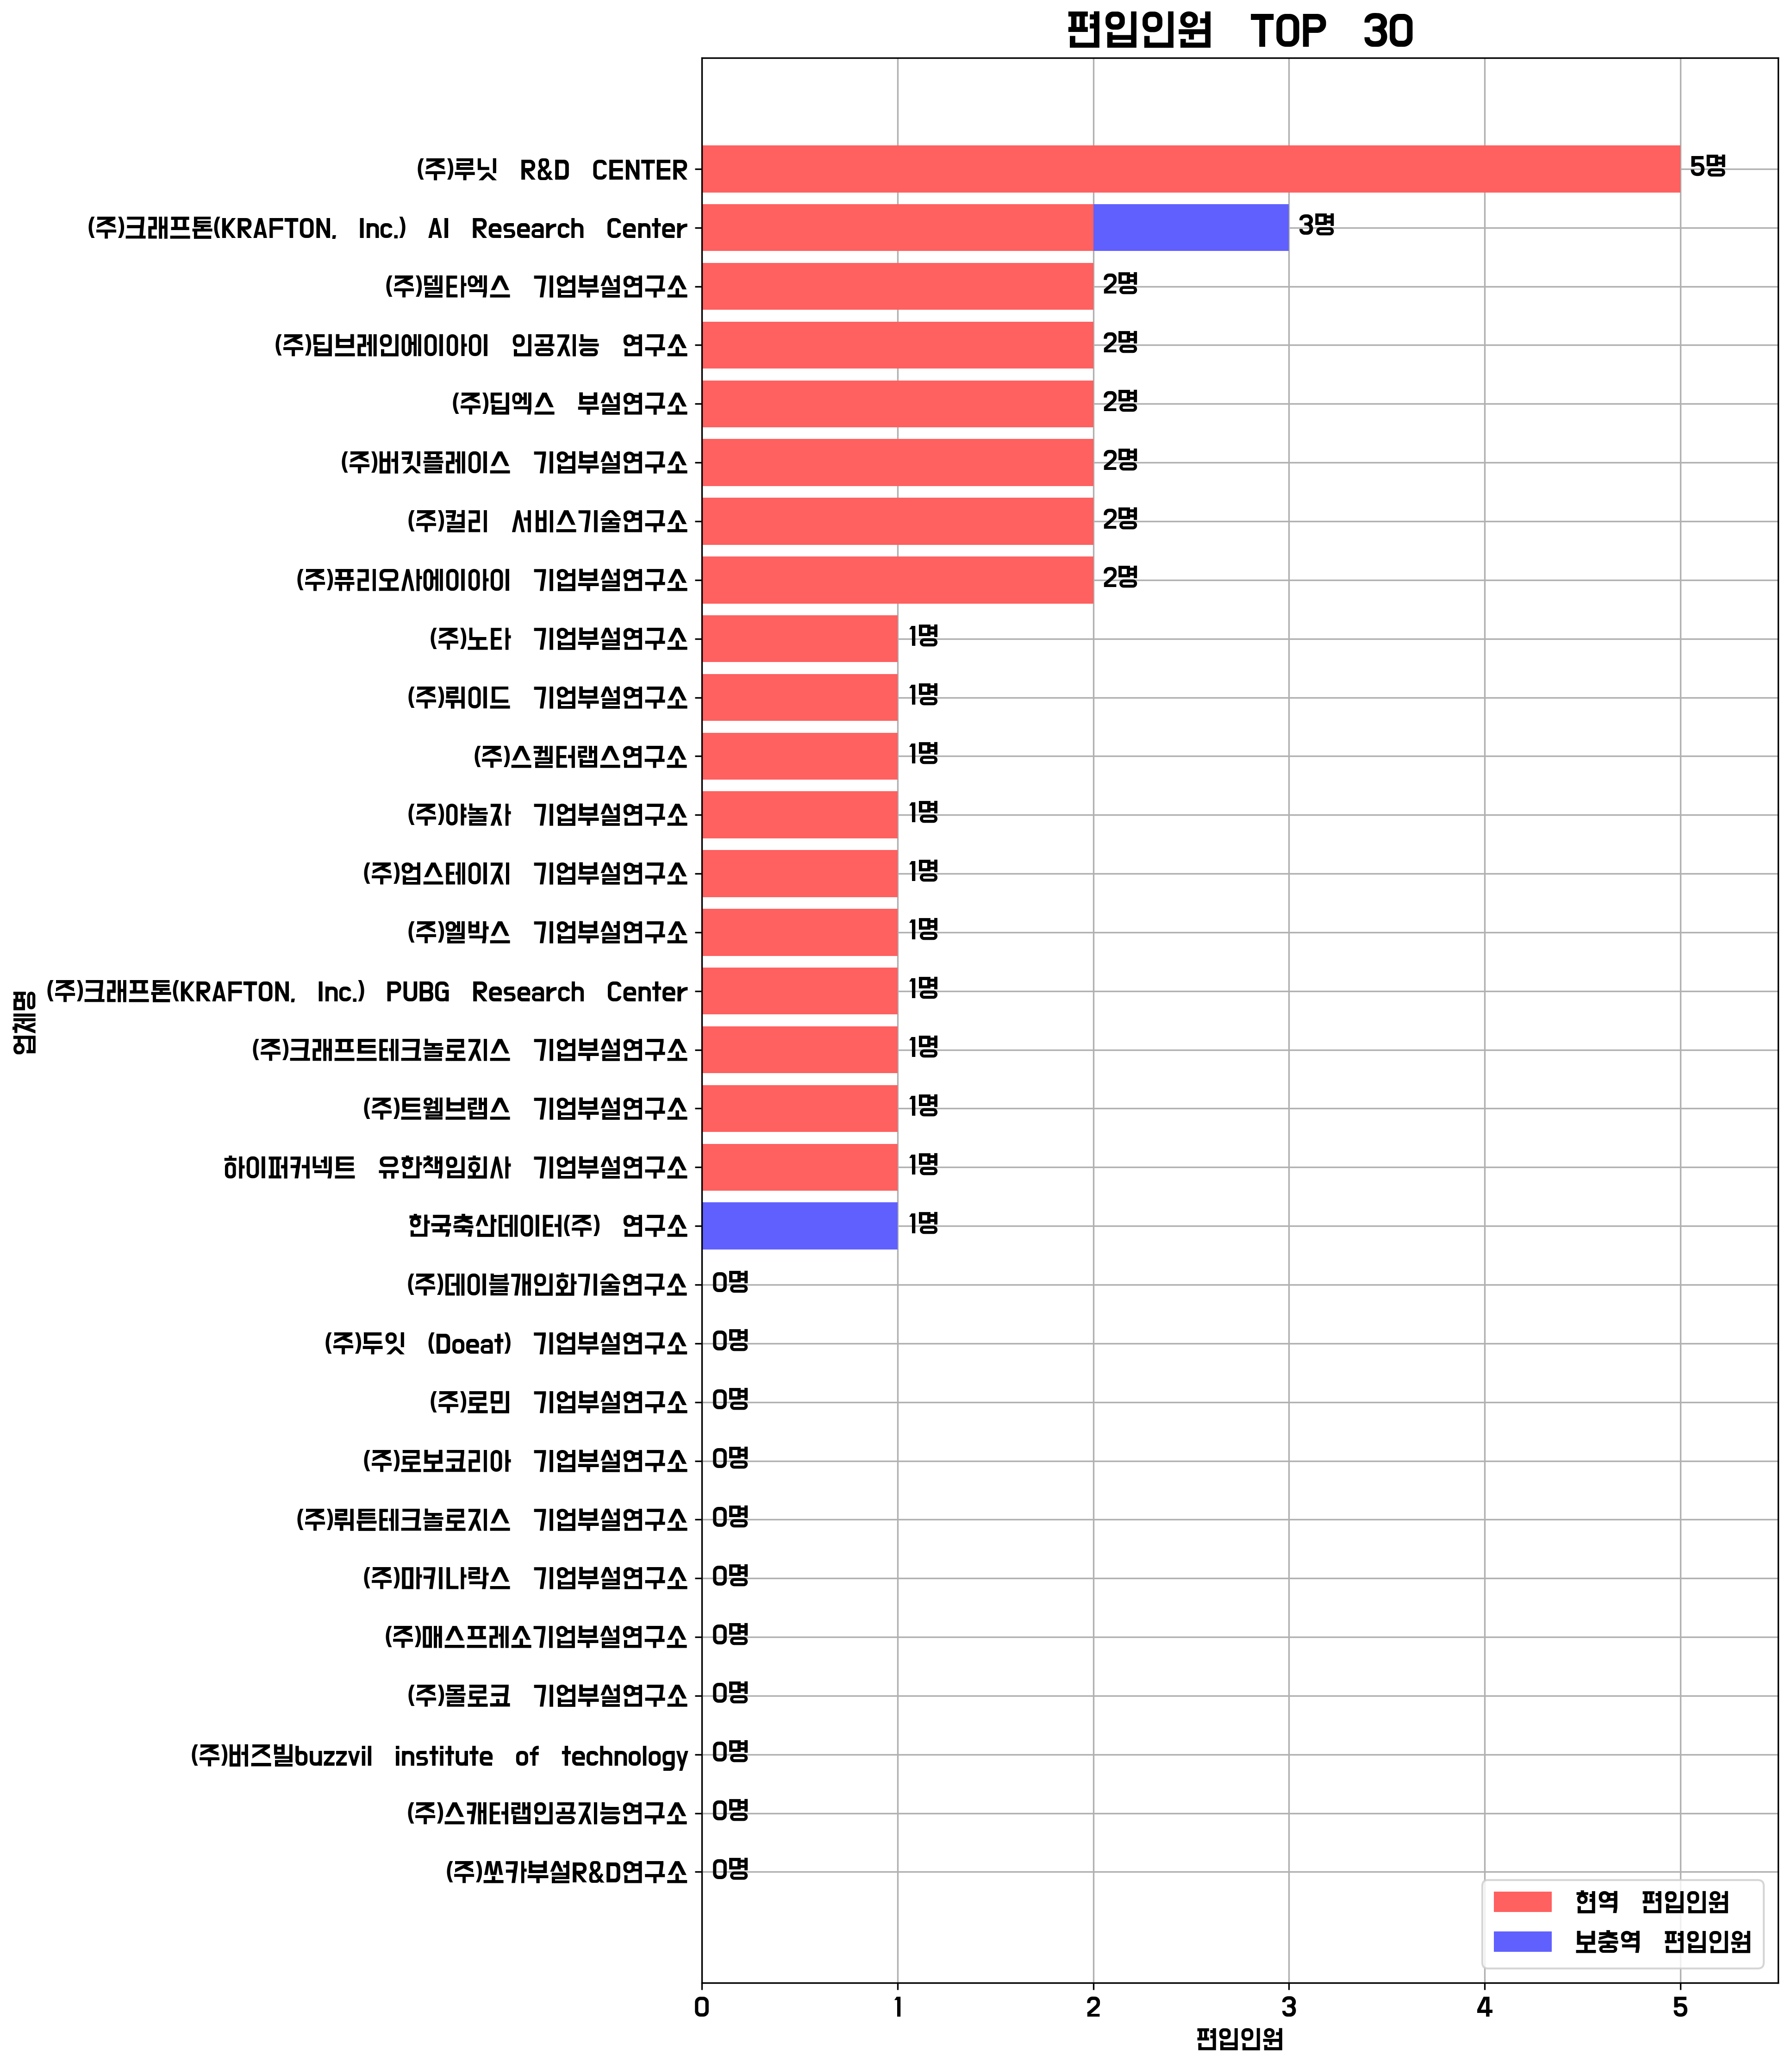 편입인원 TOP 30
(주)루닛 R&D CENTER 5명
(주)크래프톤(KRAFTON, Inc.) AI Research Center 3명
(주)델타엑스 기업부설연구소 2명
(주)딥브레인에이아이 인공지능 연구소 2명
(주)딥엑스 부설연구소 2명
(주)버킷플레이스 기업부설연구소 2명
(주)컬리 서비스기술연구소 2명
(주)퓨리오사에이아이 기업부설연구소 2명
(주)노타 기업부설연구소 1명
(주)뤼이드 기업부설연구소 1명
(주)스켈터랩스연구소 1명
(주)야놀자 기업부설연구소 1명
(주)업스테이지 기업부설연구소 1명
(주)엘박스 기업부설연구소 1명
(주)크래프톤(KRAFTON, Inc.) PUBG Research Center 1명
(주)크래프트테크놀로지스 기업부설연구소 1명
(주)트웰브랩스 기업부설연구소 1명
하이퍼커넥트 유한책임회사 기업부설연구소 1명
한국축산데이터(주) 연구소 1명
(주)데이블개인화기술연구소 0명
(주)두잇 (Doeat) 기업부설연구소 0명
(주)로민 기업부설연구소 0명
(주)로보코리아 기업부설연구소 0명
(주)뤼튼테크놀로지스 기업부설연구소 0명
(주)마키나락스 기업부설연구소 0명
(주)매스프레소기업부설연구소 0명
(주)몰로코 기업부설연구소 0명
(주)버즈빌buzzvil institute of technology 0명
(주)스캐터랩인공지능연구소 0명
(주)쏘카부설R&D연구소 0명
업체명
현역 편입인원
보충역 편입인원
0 1 2 3 4 5
편입인원